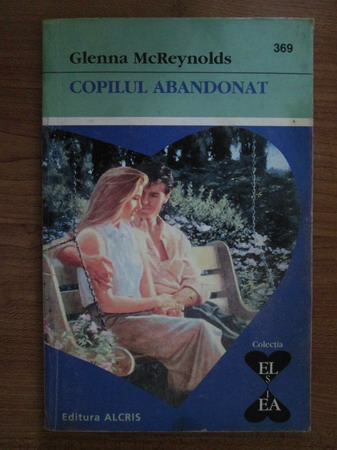 Glenna McReynolds
369
COPILUL ABANDONAT
Colecția
EL
ȘI
EA
Editura ALCRIS